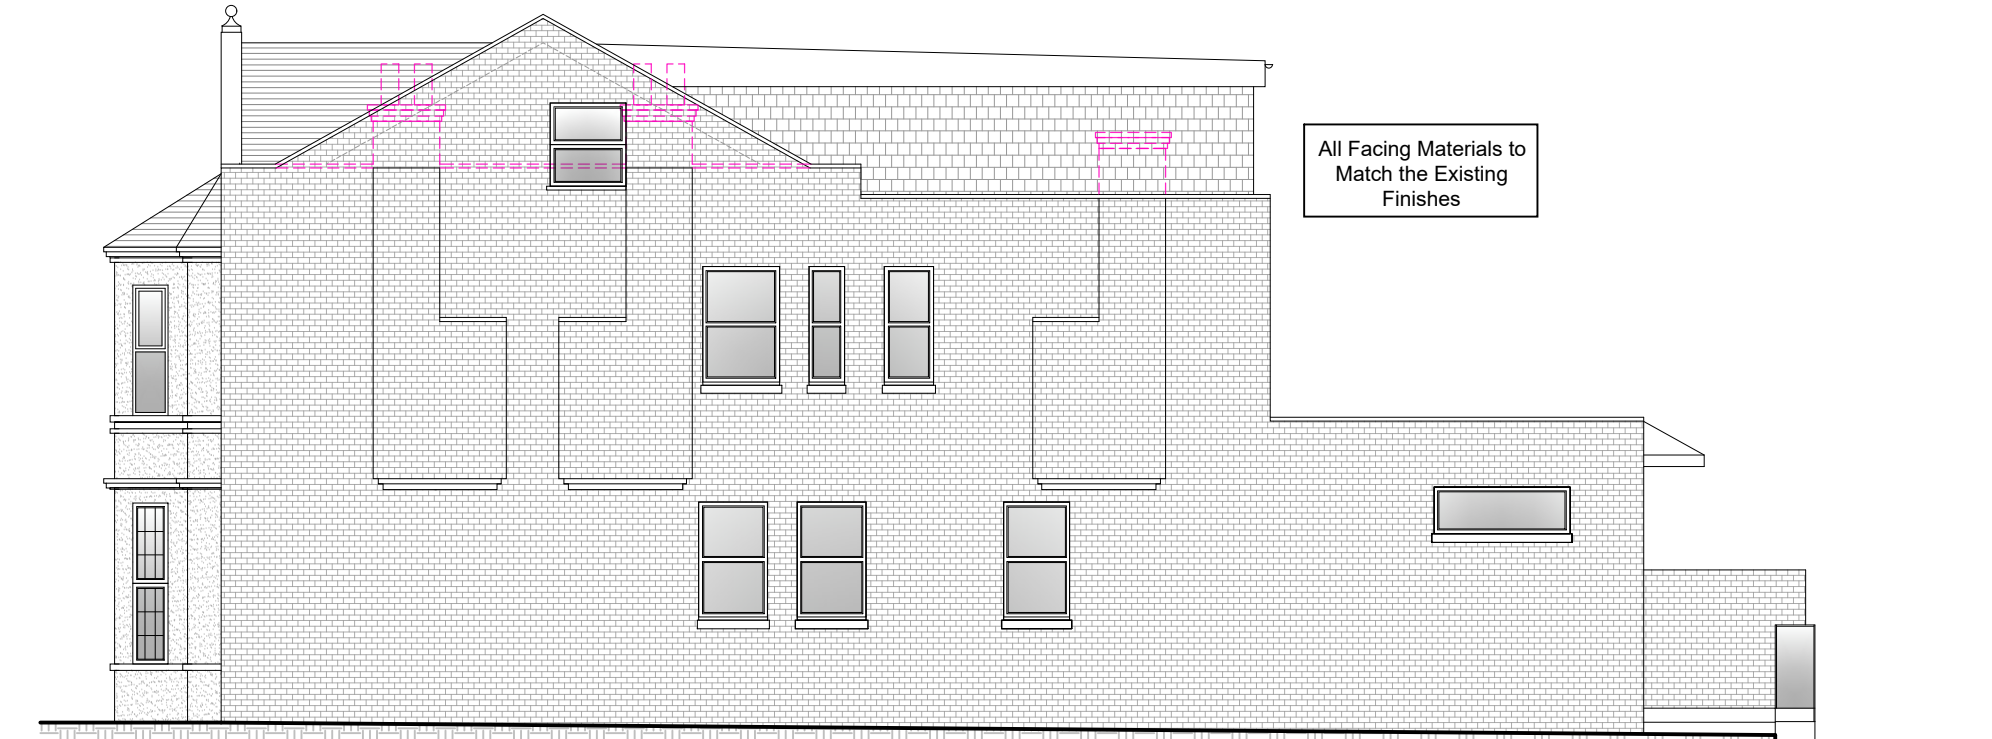 All Facing Materials to
Match the Existing
Finishes